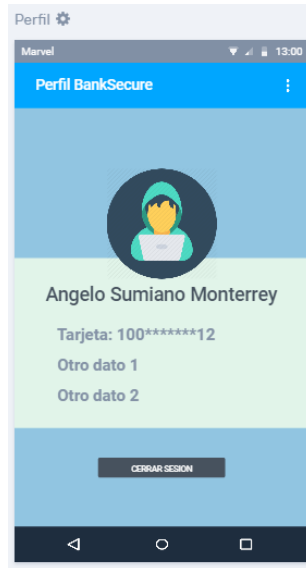 Perfil
Marvel 13:00
Perfil BankSecure
Angelo Sumiano Monterrey
Tarjeta: 100*******12
Otro dato 1
Otro dato 2
CERRAR SESION